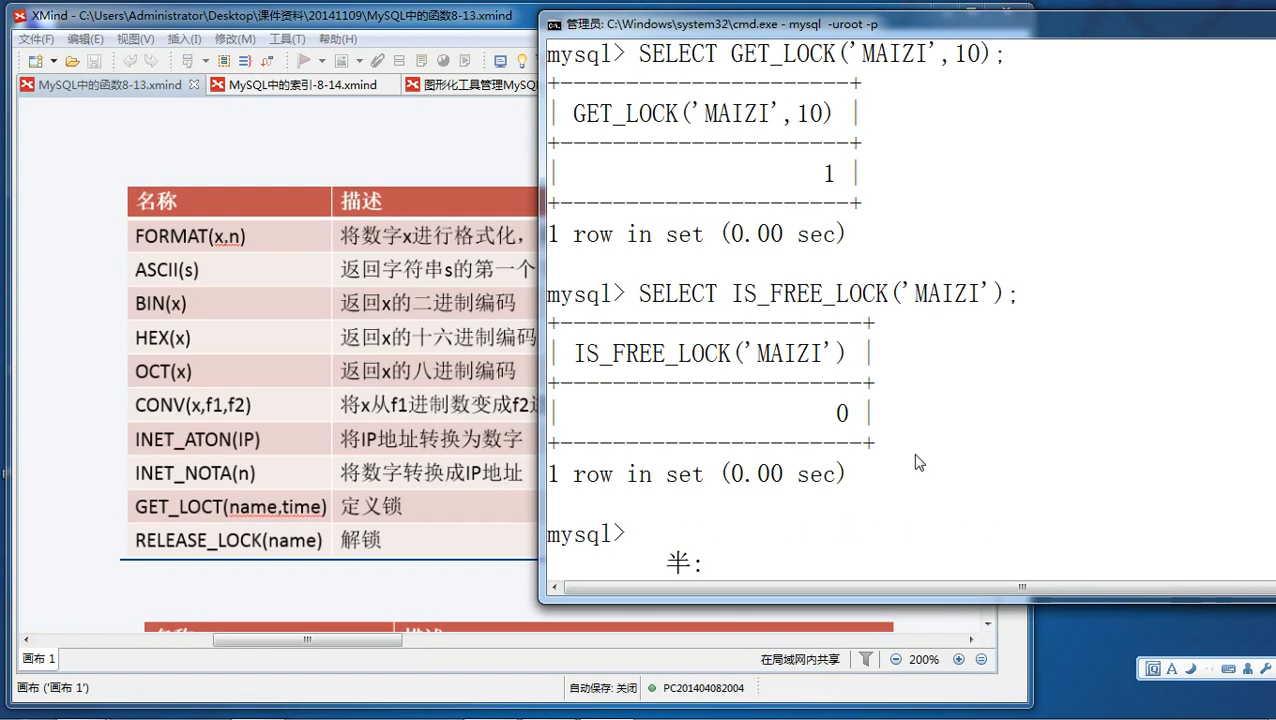 XMind - C:\Users\Administrator\Desktop\课件资料\20141109\MySQL中的函数8-13.xmind
文件(F) 编辑(E) 视图(V) 插入(I) 修改(M) 工具(T) 帮助(H)
MySQL中的函数8-13.xmind
MySQL中的索引-8-14.xmind
图形化工具管理MySQ
名称 描述
FORMAT(x,n) 将数字x进行格式化,
ASCII(s) 返回字符串s的第一个
BIN(x) 返回x的二进制编码
HEX(x) 返回x的十六进制编码
OCT(x) 返回x的八进制编码
CONV(x,f1,f2) 将x从f1进制数变成f2
INET_ATON(IP) 将IP地址转换为数字
INET_NOTA(n) 将数字转换成IP地址
GET_LOCT(name,time) 定义锁
RELEASE_LOCK(name) 解锁
画布 1
在局域网内共享
200%
画布 ('画布 1')
自动保存: 关闭
PC201404082004
管理员: C:\Windows\system32\cmd.exe - mysql -uroot -p
mysql> SELECT GET_LOCK('MAIZI',10);
+-----------------------+
| GET_LOCK('MAIZI',10) |
+-----------------------+
| 1 |
+-----------------------+
1 row in set (0.00 sec)
mysql> SELECT IS_FREE_LOCK('MAIZI');
+------------------------+
| IS_FREE_LOCK('MAIZI') |
+------------------------+
| 0 |
+------------------------+
1 row in set (0.00 sec)
mysql>
半: